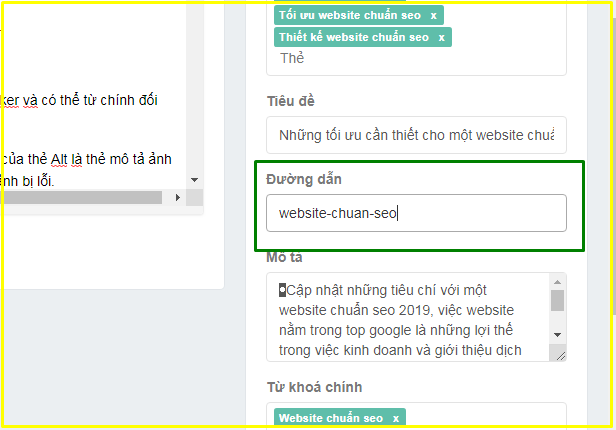 Tối ưu website chuẩn seo x
Thiết kế website chuẩn seo x
Thẻ
ker và có thể từ chính đối
của thẻ Alt là thẻ mô tả ảnh
ảnh bị lỗi.
Tiêu đề
Những tối ưu cần thiết cho một website chuẩ
Đường dẫn
website-chuan-seo
Mô tả
•Cập nhật những tiêu chí với một
website chuẩn seo 2019, việc website
nằm trong top google là những lợi thế
trong việc kinh doanh và giới thiệu dịch
Từ khoá chính
Website chuẩn seo x